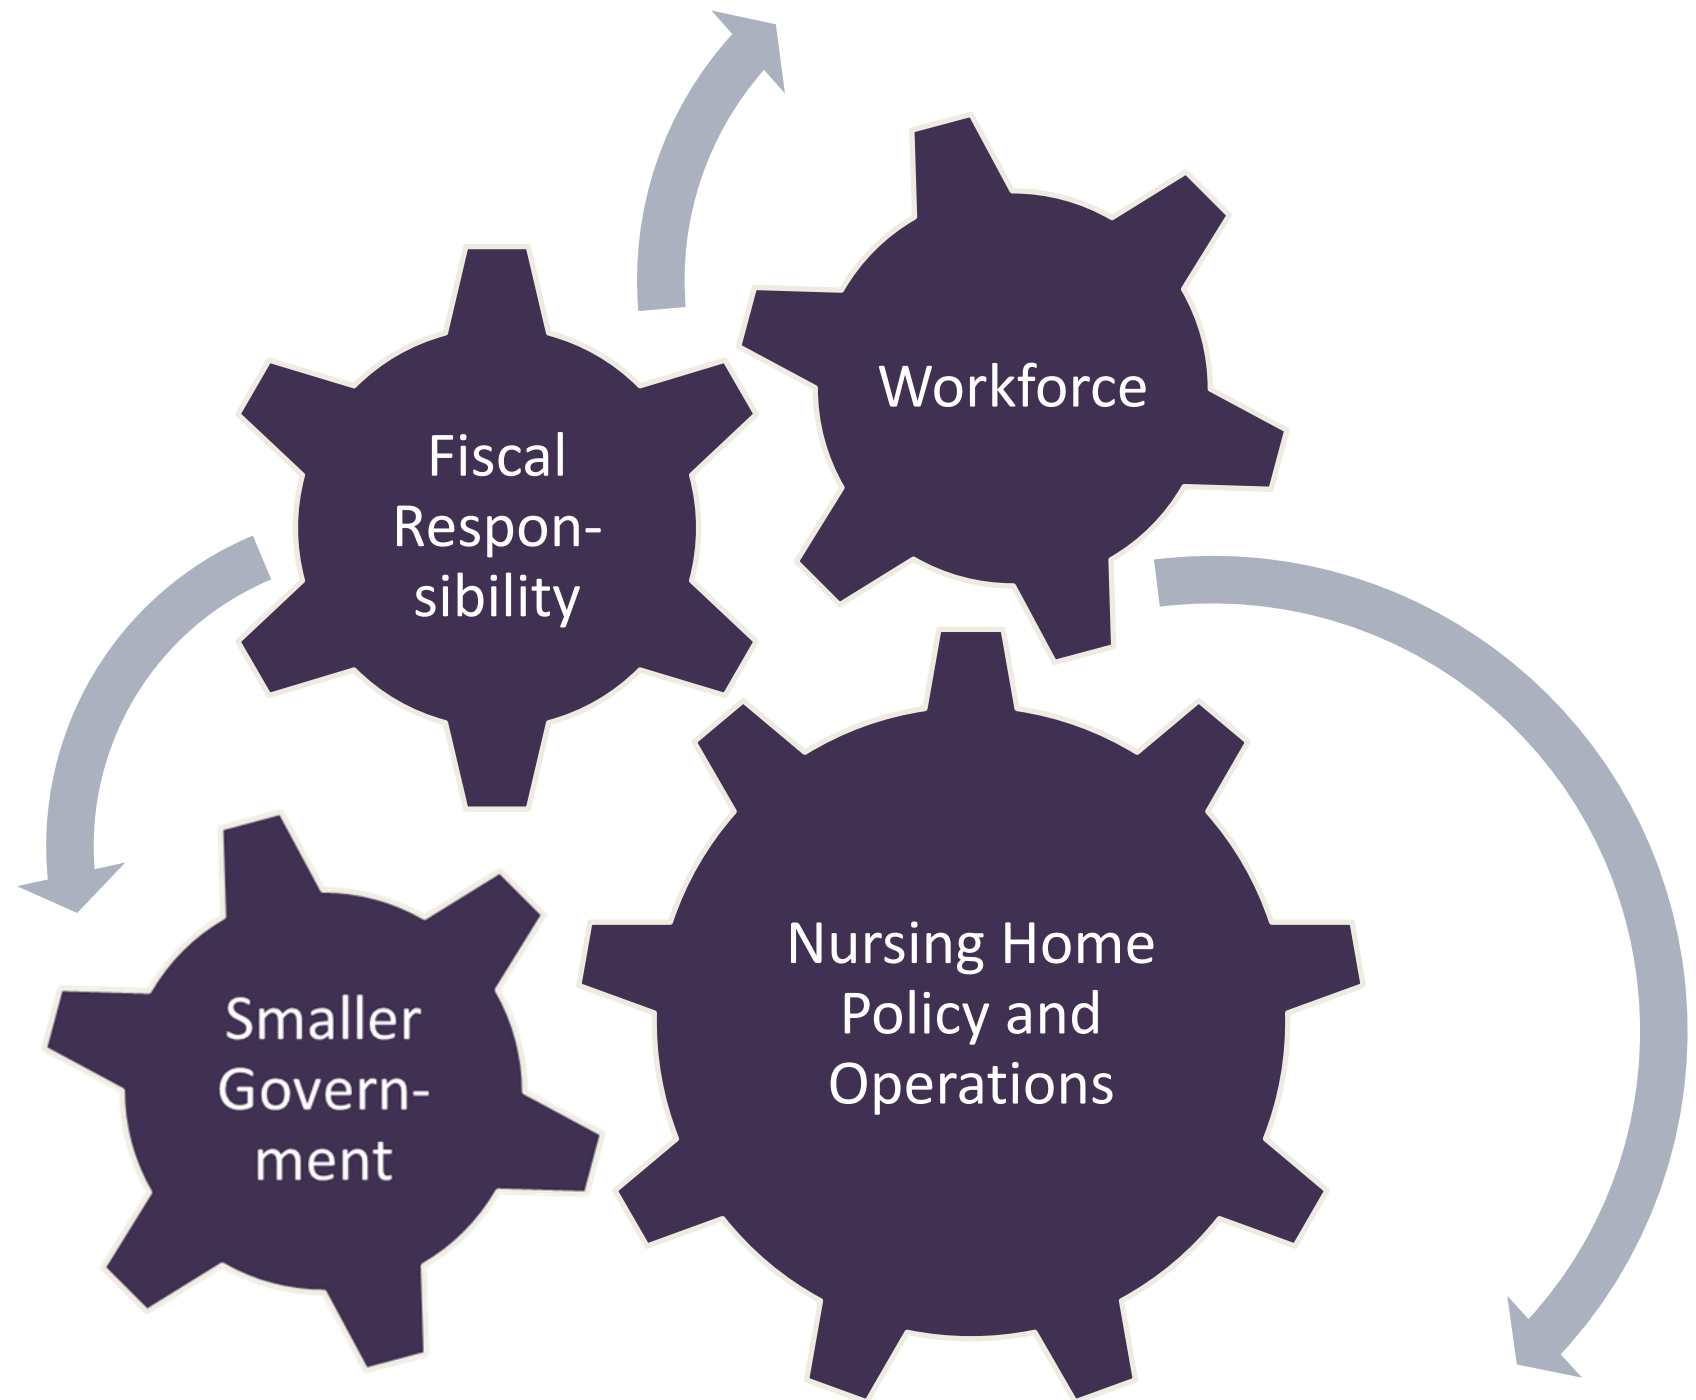 Workforce
Fiscal
Respon-
sibility
Nursing Home
Policy and
Operations
Smaller
Govern-
ment